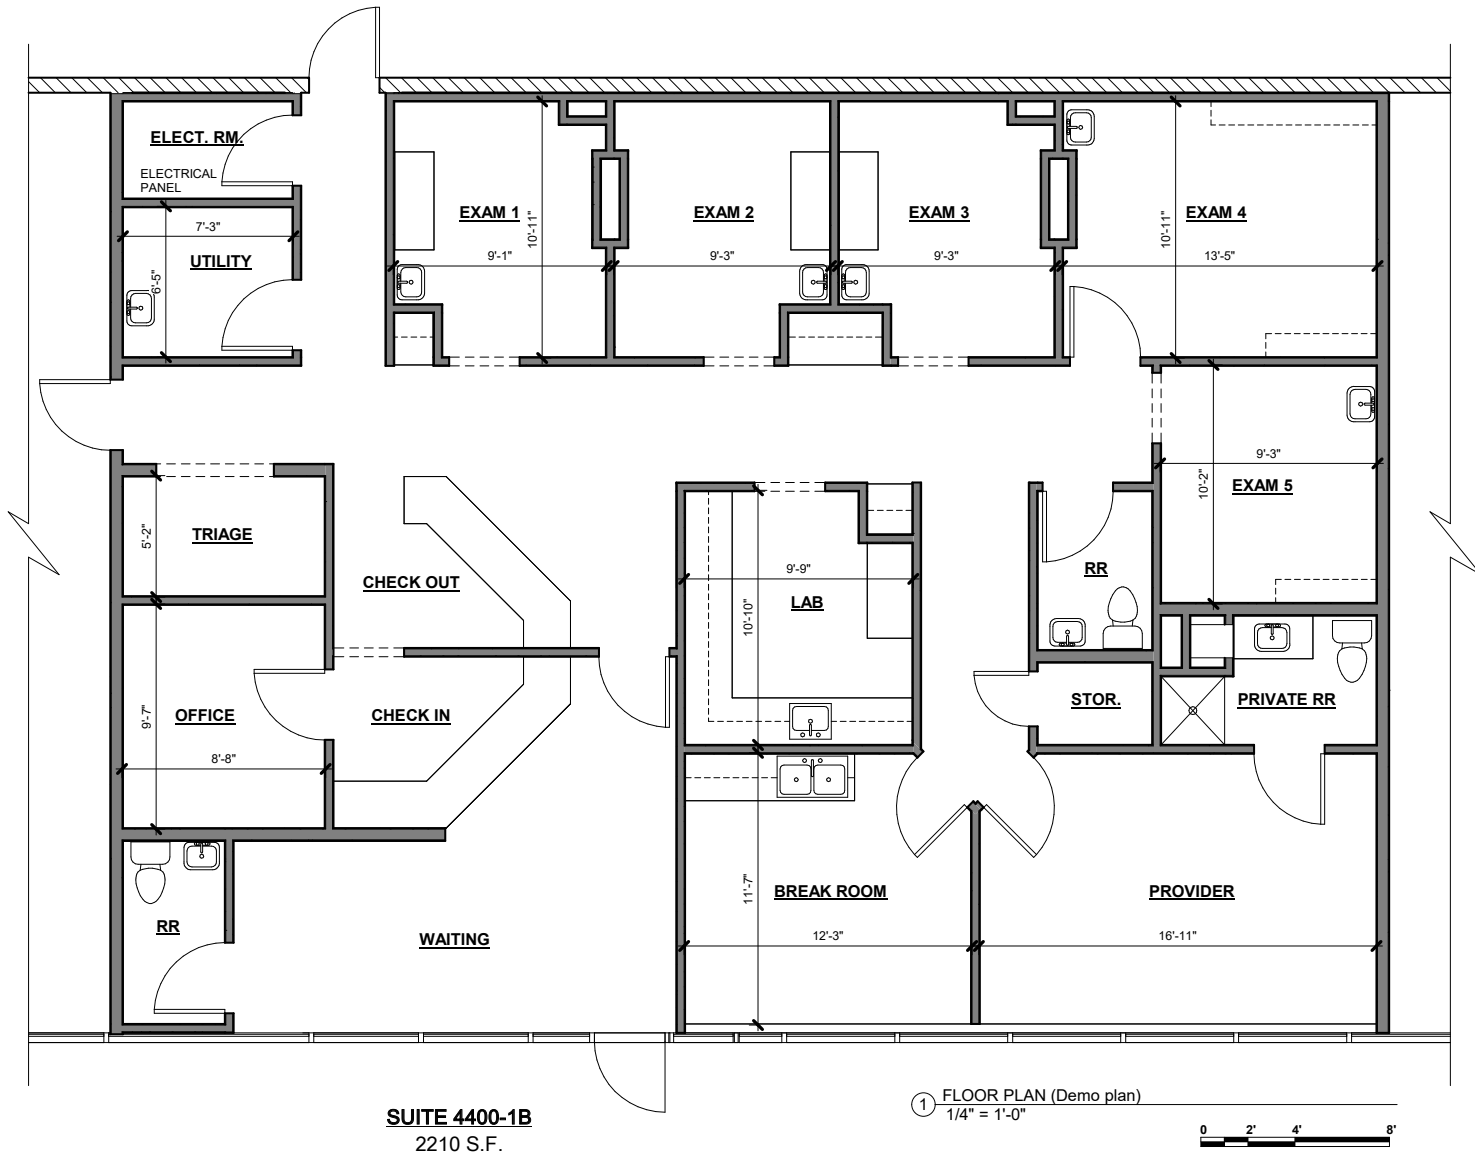 ELECT. RM.
ELECTRICAL
PANEL
7'-3"
UTILITY
6'-5"
EXAM 1
10'-11"
9'-1"
EXAM 2
9'-3"
EXAM 3
9'-3"
EXAM 4
10'-11"
13'-5"
9'-3"
EXAM 5
10'-2"
TRIAGE
5'-2"
CHECK OUT
9'-9"
LAB
10'-10"
RR
OFFICE
9'-7"
8'-8"
CHECK IN
STOR.
PRIVATE RR
RR
WAITING
BREAK ROOM
11'-7"
12'-3"
PROVIDER
16'-11"
SUITE 4400-1B
2210 S.F.
1
FLOOR PLAN (Demo plan)
1/4" = 1'-0"
0 2' 4' 8'